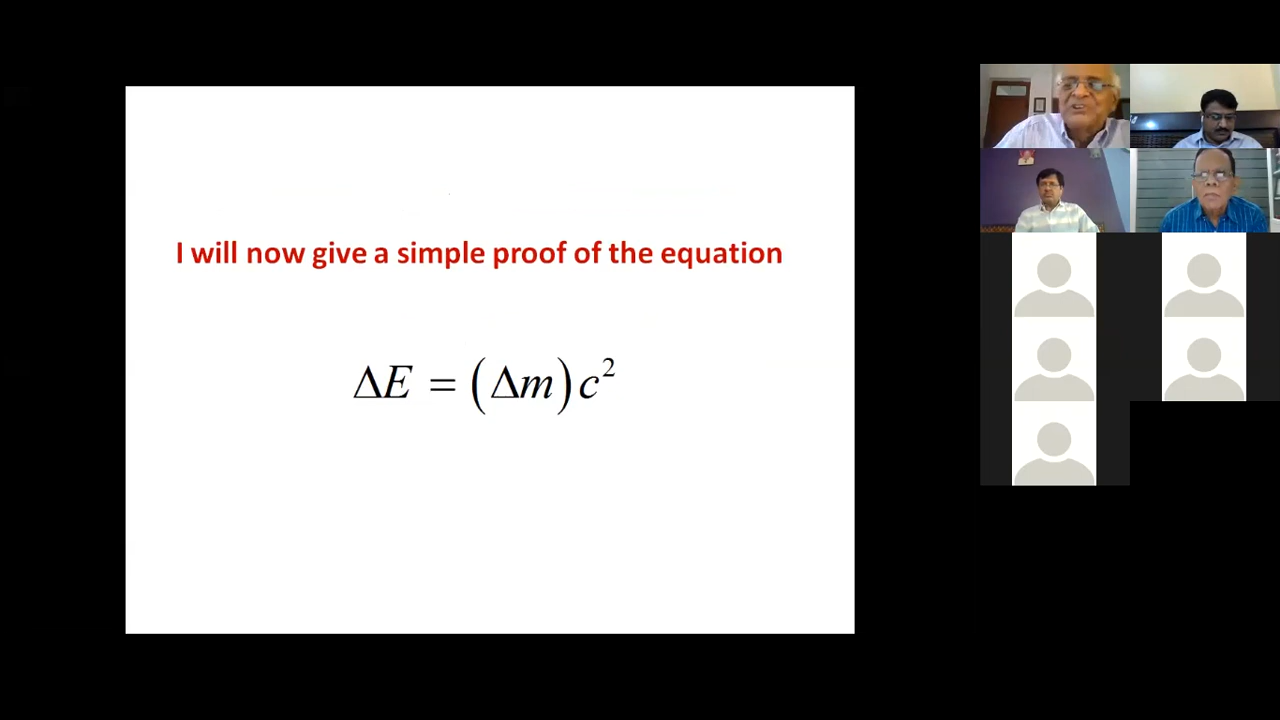 I will now give a simple proof of the equation
ΔE = (Δm)c²